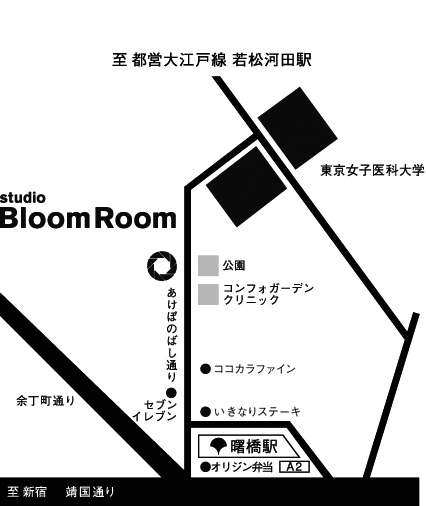 至 都営大江戸線 若松河田駅
東京女子医科大学
studio
Bloom Room
公園
コンフォガーデン
クリニック
あけぼのばし通り
ココカラファイン
余丁町通り
セブン
イレブン
いきなりステーキ
曙橋駅
オリジン弁当 A2
至 新宿 靖国通り